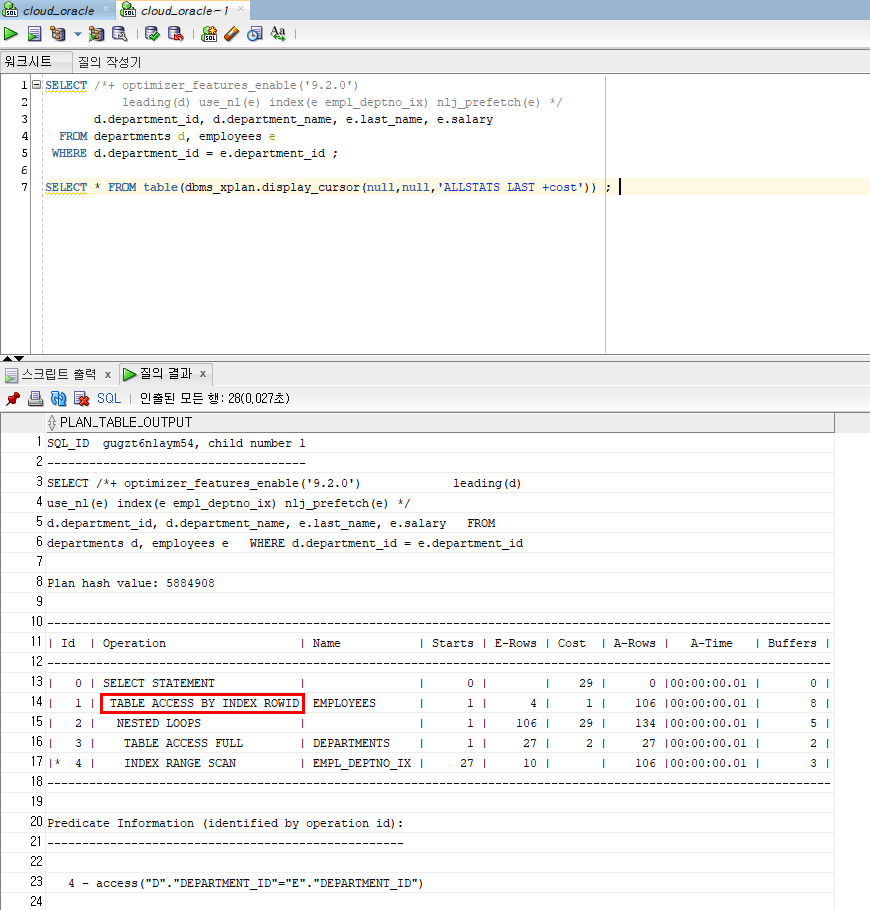 cloud_oracle × cloud_oracle-1 ×
워크시트 질의 작성기
1 SELECT /*+ optimizer_features_enable('9.2.0')
2 leading(d) use_nl(e) index(e empl_deptno_ix) nlj_prefetch(e) */
3 d.department_id, d.department_name, e.last_name, e.salary
4 FROM departments d, employees e
5 WHERE d.department_id = e.department_id ;
6
7 SELECT * FROM table(dbms_xplan.display_cursor(null,null,'ALLSTATS LAST +cost')) ;
스크립트 출력 × 질의 결과 ×
SQL | 인출된 모든 행: 28(0,027초)
PLAN_TABLE_OUTPUT
1 SQL_ID gugzt6n1aym54, child number 1
2 -------------------------------------
3 SELECT /*+ optimizer_features_enable('9.2.0') leading(d)
4 use_nl(e) index(e empl_deptno_ix) nlj_prefetch(e) */
5 d.department_id, d.department_name, e.last_name, e.salary FROM
6 departments d, employees e WHERE d.department_id = e.department_id
7
8 Plan hash value: 5884908
9
10 ----------------------------------------------------------------------------------------------------------------
11 | Id | Operation | Name | Starts | E-Rows | Cost | A-Rows | A-Time | Buffers |
12 ----------------------------------------------------------------------------------------------------------------
13 | 0 | SELECT STATEMENT | | 0 | | 29 | 0 |00:00:00.01 | 0 |
14 | 1 | TABLE ACCESS BY INDEX ROWID| EMPLOYEES | 1 | 4 | 1 | 106 |00:00:00.01 | 8 |
15 | 2 | NESTED LOOPS | | 1 | 106 | 29 | 134 |00:00:00.01 | 5 |
16 | 3 | TABLE ACCESS FULL | DEPARTMENTS | 1 | 27 | 2 | 27 |00:00:00.01 | 2 |
17 |* 4 | INDEX RANGE SCAN | EMPL_DEPTNO_IX | 27 | 10 | | 106 |00:00:00.01 | 3 |
18 ----------------------------------------------------------------------------------------------------------------
19
20 Predicate Information (identified by operation id):
21 ---------------------------------------------------
22
23 4 - access("D"."DEPARTMENT_ID"="E"."DEPARTMENT_ID")
24